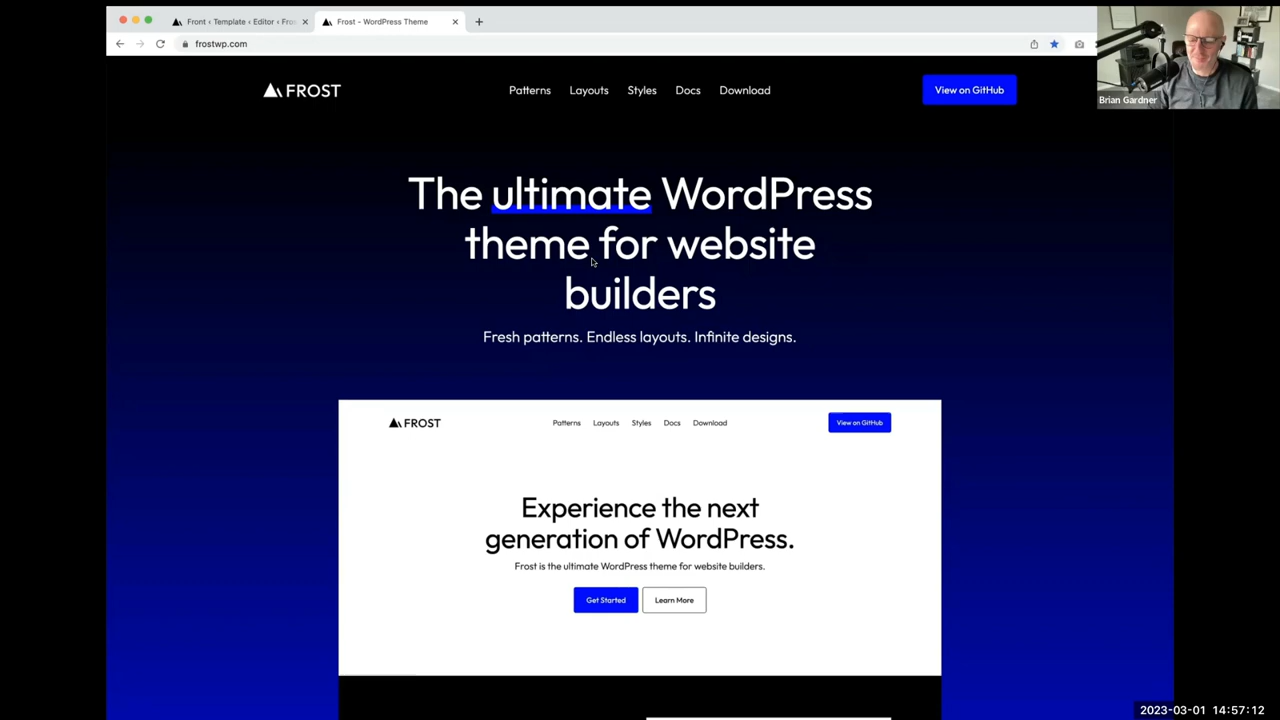 Front ‹ Template ‹ Editor ‹ Fros
Frost - WordPress Theme
frostwp.com
FROST
Patterns
Layouts
Styles
Docs
Download
View on GitHub
Brian Gardner
The ultimate WordPress
theme for website
builders
Fresh patterns. Endless layouts. Infinite designs.
FROST
Patterns
Layouts
Styles
Docs
Download
View on GitHub
Experience the next
generation of WordPress.
Frost is the ultimate WordPress theme for website builders.
Get Started
Learn More
2023-03-01 14:57:12